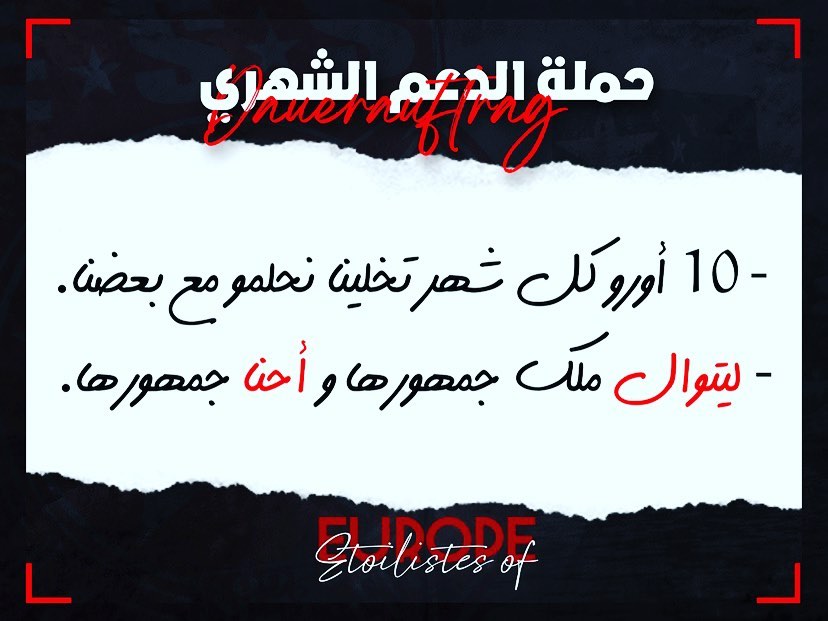 حملة الدعم الشهري
Dauerauftrag
- 10 أورو كل شهر تخلينا نحلمو مع بعضنا.
- ليتوال ملك جمهورها و أحنا جمهورها.
EUROPE
Etoilistes of